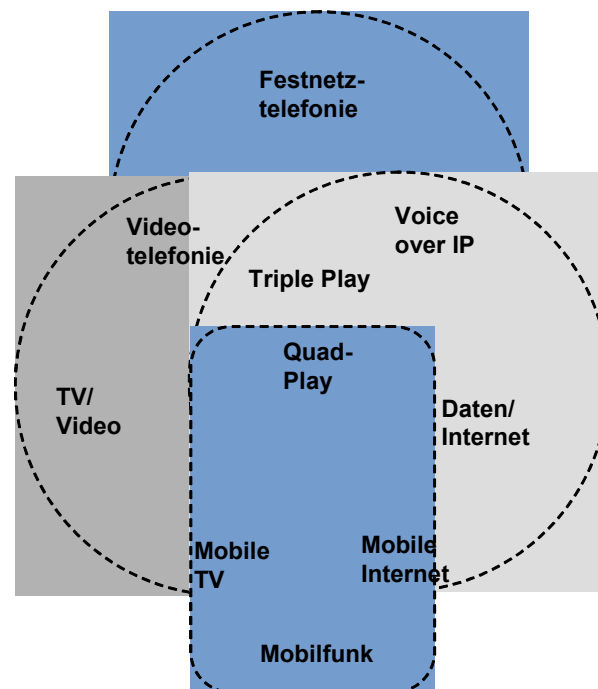 Festnetz-
telefonie
Video-
telefonie
Voice
over IP
Triple Play
Quad-
Play
TV/
Video
Daten/
Internet
Mobile
TV
Mobile
Internet
Mobilfunk